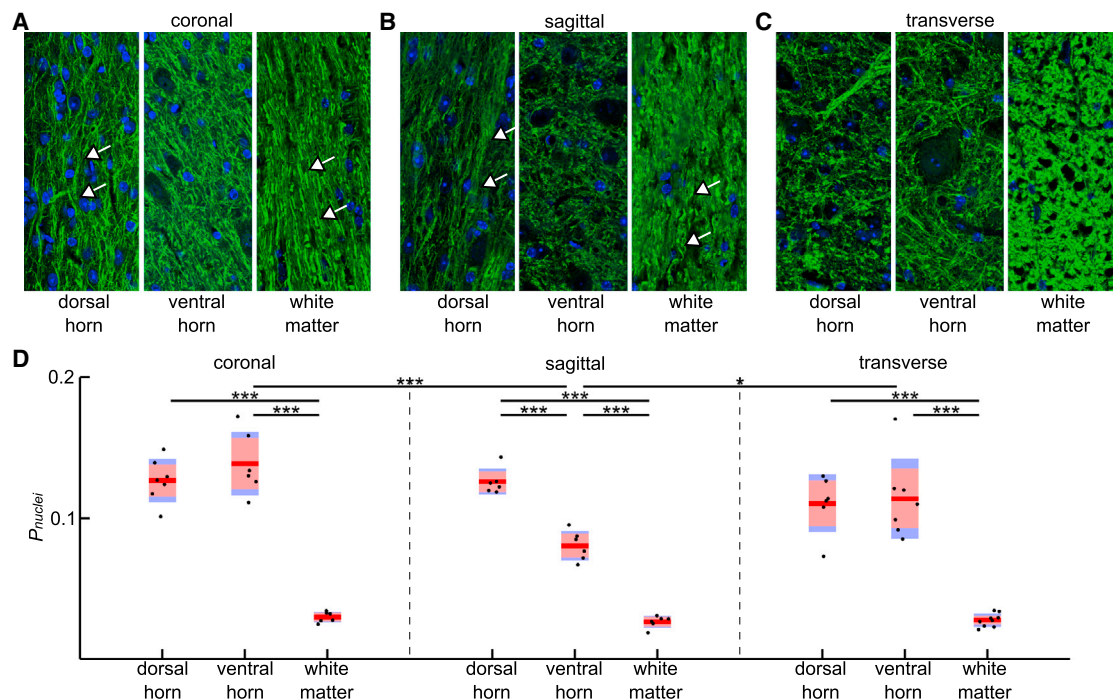 A coronal
dorsal horn
ventral horn
white matter
B sagittal
dorsal horn
ventral horn
white matter
C transverse
dorsal horn
ventral horn
white matter
D
coronal sagittal transverse
0.2
0.1
0
Pnuclei
*** *
*** *** ***
*** *** *** ***
dorsal horn
ventral horn
white matter
dorsal horn
ventral horn
white matter
dorsal horn
ventral horn
white matter